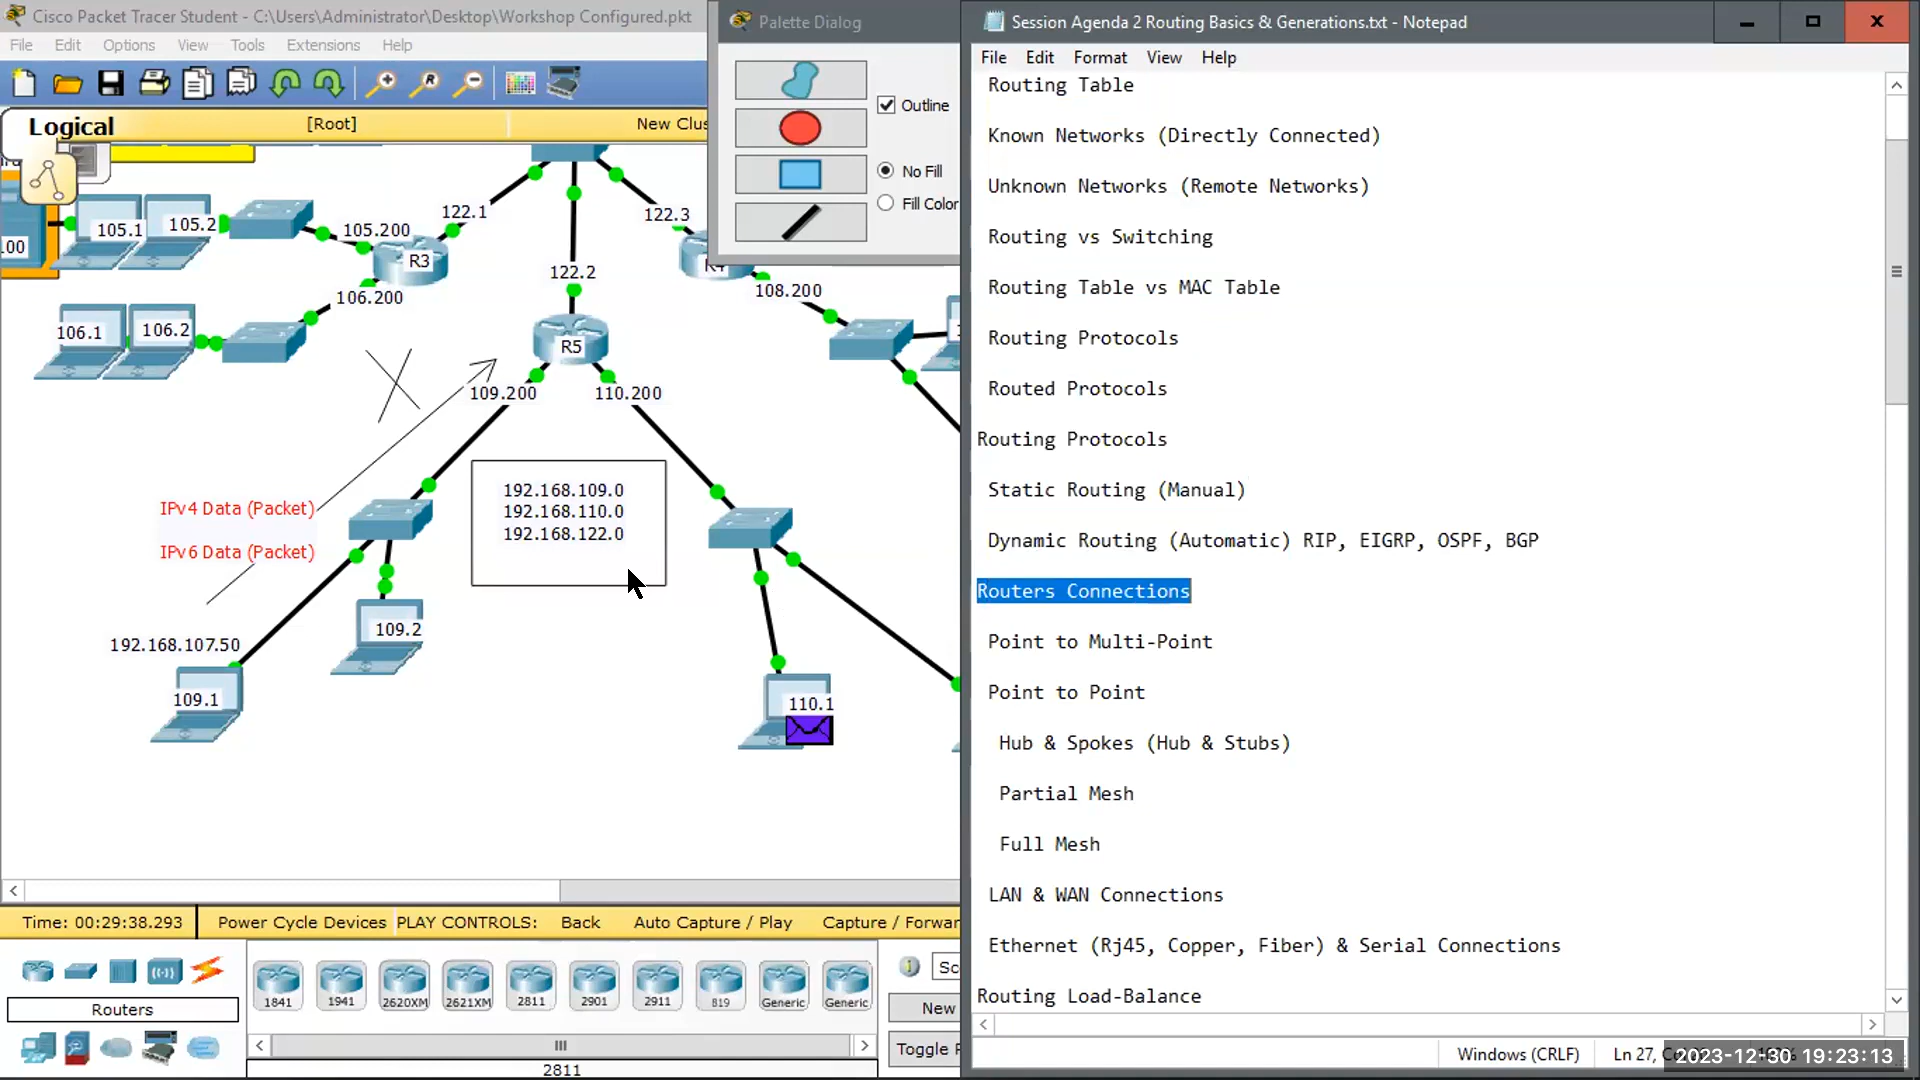 Cisco Packet Tracer Student - C:\Users\Administrator\Desktop\Workshop Configured.pkt
File Edit Options View Tools Extensions Help
Logical
[Root]
New Clus
105.1
105.2
105.200
122.1
122.3
00
R3
122.2
106.200
108.200
106.1
106.2
R5
109.200
110.200
192.168.109.0
192.168.110.0
192.168.122.0
IPv4 Data (Packet)
IPv6 Data (Packet)
109.2
192.168.107.50
109.1
110.1
Time: 00:29:38.293
Power Cycle Devices PLAY CONTROLS: Back Auto Capture / Play Capture / Forwa
1841
1941
2620XM
2621XM
2811
2901
2911
819
Generic
Generic
Routers
Sc
New
Toggle
2811
Palette Dialog
Outline
No Fill
Fill Color
Session Agenda 2 Routing Basics & Generations.txt - Notepad
File Edit Format View Help
Routing Table
Known Networks (Directly Connected)
Unknown Networks (Remote Networks)
Routing vs Switching
Routing Table vs MAC Table
Routing Protocols
Routed Protocols
Routing Protocols
Static Routing (Manual)
Dynamic Routing (Automatic) RIP, EIGRP, OSPF, BGP
Routers Connections
Point to Multi-Point
Point to Point
Hub & Spokes (Hub & Stubs)
Partial Mesh
Full Mesh
LAN & WAN Connections
Ethernet (Rj45, Copper, Fiber) & Serial Connections
Routing Load-Balance
Windows (CRLF)
Ln 27,
2023-12-30 19:23:13